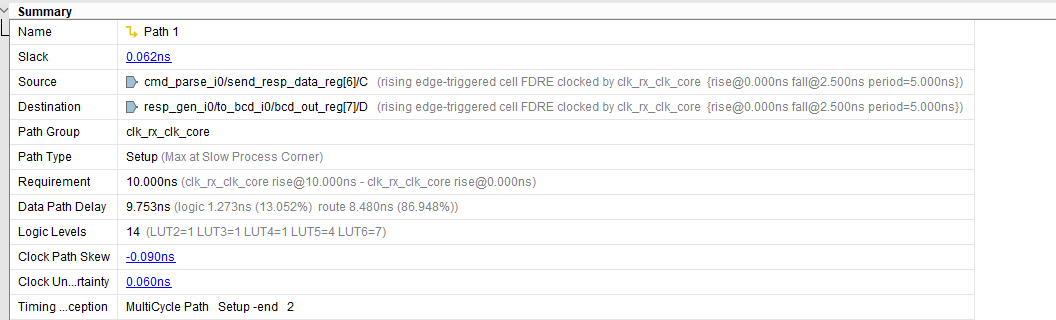 Summary
Name Path 1
Slack 0.062ns
Source cmd_parse_i0/send_resp_data_reg[6]/C (rising edge-triggered cell FDRE clocked by clk_rx_clk_core {rise@0.000ns fall@2.500ns period=5.000ns})
Destination resp_gen_i0/to_bcd_i0/bcd_out_reg[7]/D (rising edge-triggered cell FDRE clocked by clk_rx_clk_core {rise@0.000ns fall@2.500ns period=5.000ns})
Path Group clk_rx_clk_core
Path Type Setup (Max at Slow Process Corner)
Requirement 10.000ns (clk_rx_clk_core rise@10.000ns - clk_rx_clk_core rise@0.000ns)
Data Path Delay 9.753ns (logic 1.273ns (13.052%) route 8.480ns (86.948%))
Logic Levels 14 (LUT2=1 LUT3=1 LUT4=1 LUT5=4 LUT6=7)
Clock Path Skew -0.090ns
Clock Un...rtainty 0.060ns
Timing ...ception MultiCycle Path Setup -end 2